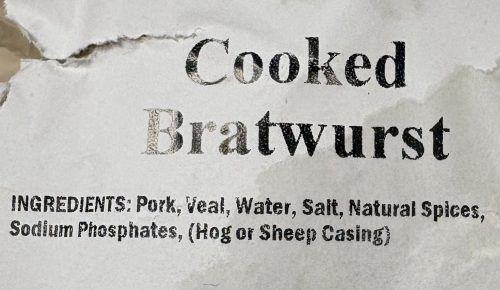 Cooked
Bratwurst
INGREDIENTS: Pork, Veal, Water, Salt, Natural Spices,
Sodium Phosphates, (Hog or Sheep Casing)